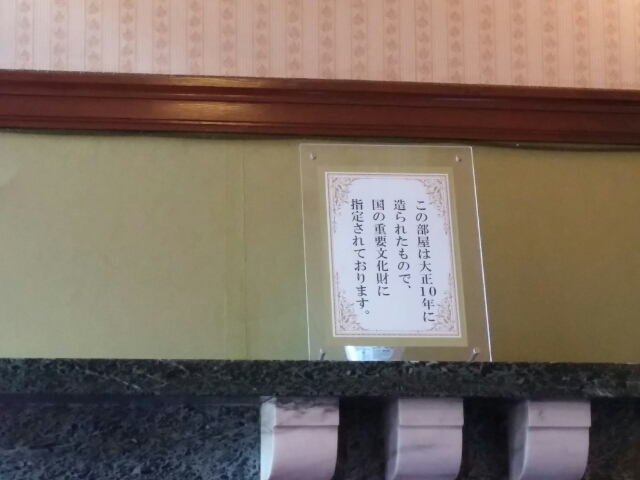 この部屋は大正10年に
造られたもので、
国の重要文化財に
指定されております。